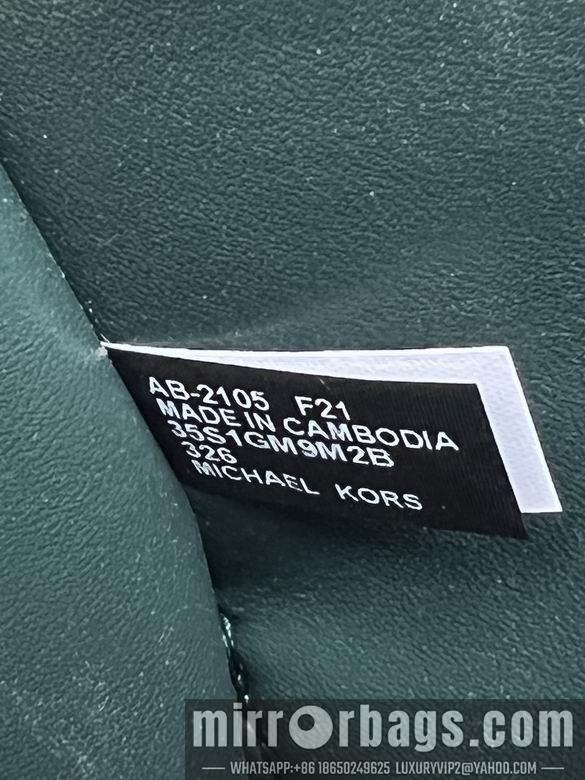 AB-2105 F21
MADE IN CAMBODIA
35S1GM9M2B
326
MICHAEL KORS
mirrorbags.com
WHATSAPP:+86 18650249625 LUXURYVIP2@YAHOO.COM